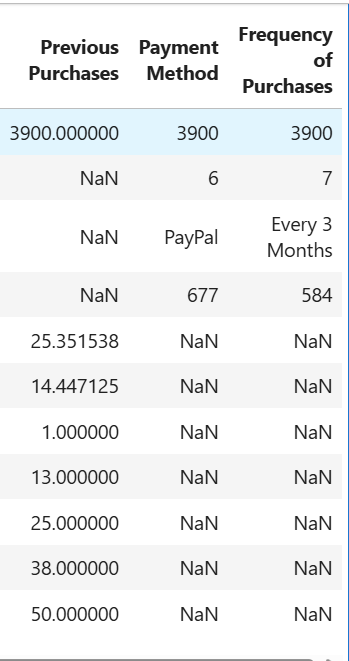 Previous Purchases Payment Method Frequency of Purchases
3900.000000 3900 3900
NaN 6 7
NaN PayPal Every 3 Months
NaN 677 584
25.351538 NaN NaN
14.447125 NaN NaN
1.000000 NaN NaN
13.000000 NaN NaN
25.000000 NaN NaN
38.000000 NaN NaN
50.000000 NaN NaN